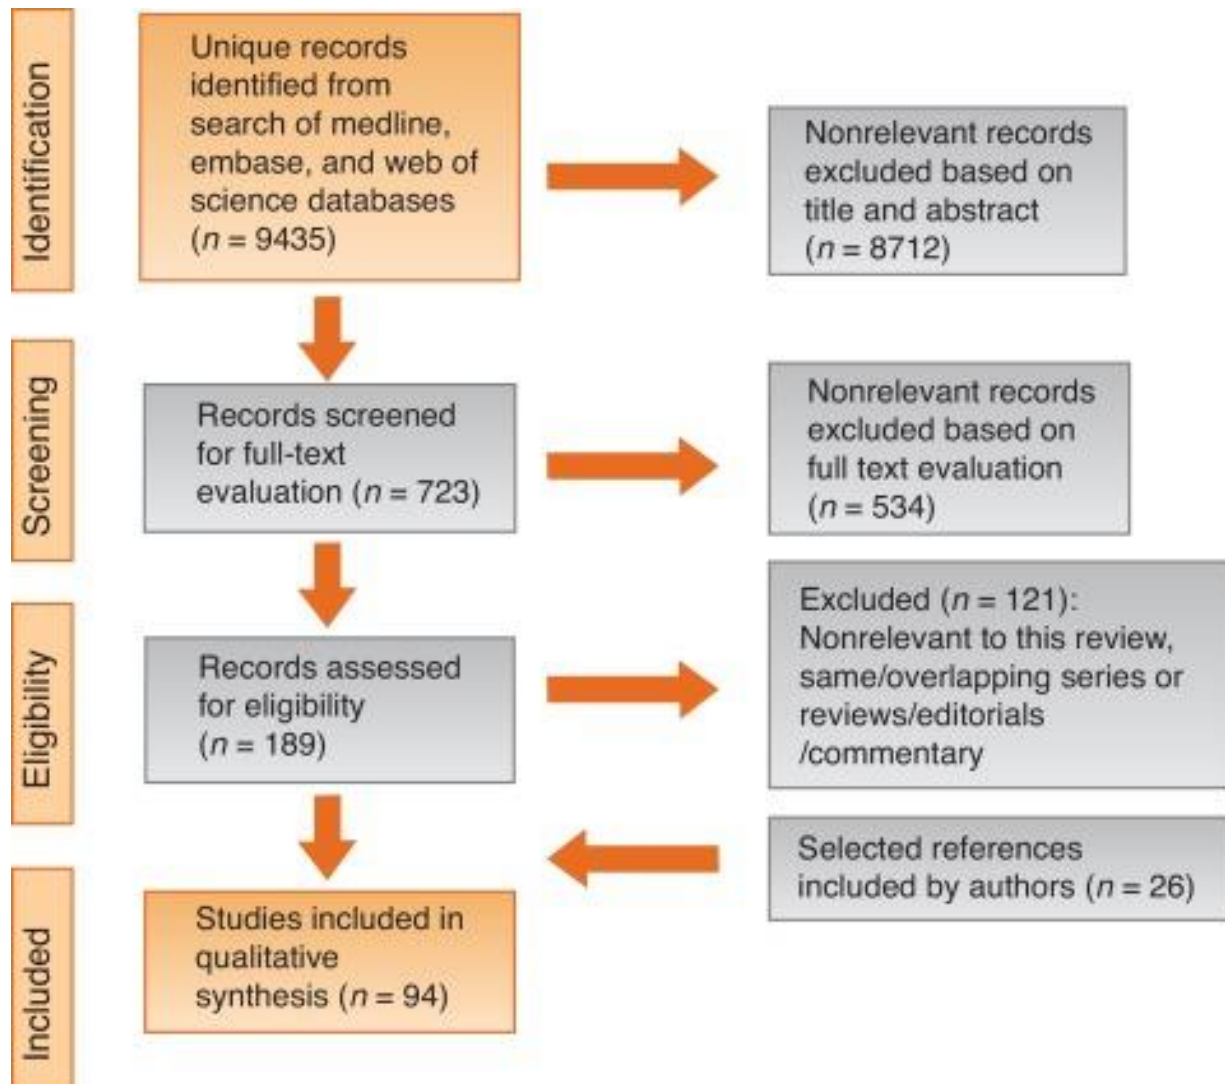 Identification
Unique records
identified from
search of medline,
embase, and web of
science databases
(n = 9435)
Nonrelevant records
excluded based on
title and abstract
(n = 8712)
Screening
Records screened
for full-text
evaluation (n = 723)
Nonrelevant records
excluded based on
full text evaluation
(n = 534)
Eligibility
Records assessed
for eligibility
(n = 189)
Excluded (n = 121):
Nonrelevant to this review,
same/overlapping series or
reviews/editorials
/commentary
Selected references
included by authors (n = 26)
Included
Studies included in
qualitative
synthesis (n = 94)